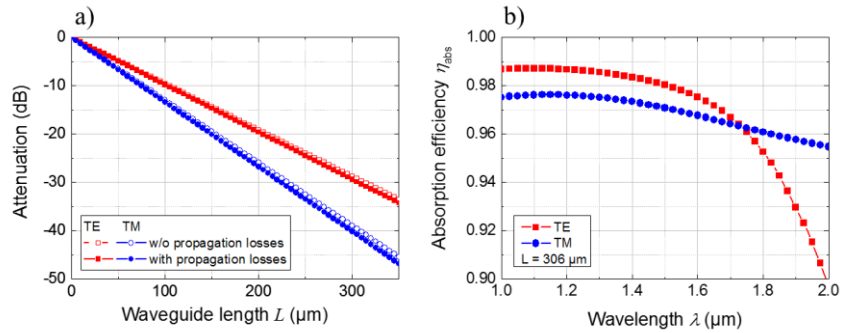 a)
Attenuation (dB)
0
-10
-20
-30
-40
-50
TE TM
w/o propagation losses
with propagation losses
0 100 200 300
Waveguide length L (µm)
b)
Absorption efficiency ηabs
1.00
0.98
0.96
0.94
0.92
0.90
TE
TM
L = 306 µm
1.0 1.2 1.4 1.6 1.8 2.0
Wavelength λ (µm)